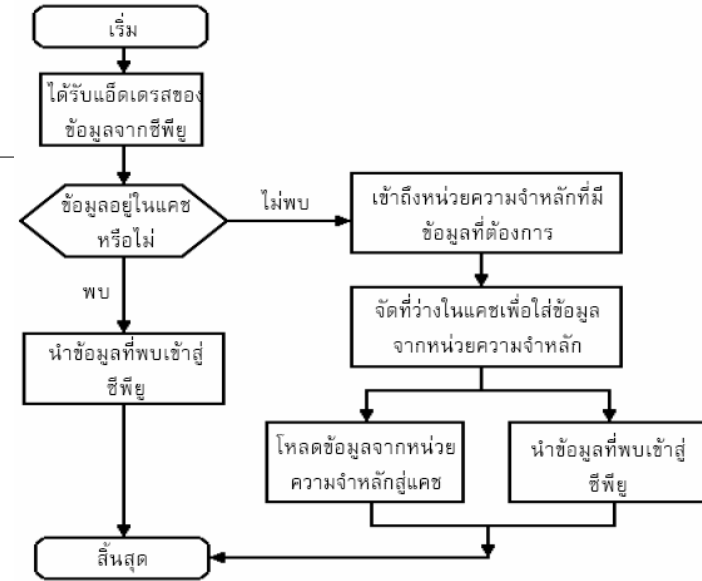 เริ่ม
ได้รับแอ็ดเดรสของ
ข้อมูลจากซีพียู
ข้อมูลอยู่ในแคช
หรือไม่
ไม่พบ
เข้าถึงหน่วยความจำหลักที่มี
ข้อมูลที่ต้องการ
พบ
จัดที่ว่างในแคชเพื่อใส่ข้อมูล
จากหน่วยความจำหลัก
นำข้อมูลที่พบเข้าสู่
ซีพียู
โหลดข้อมูลจากหน่วย
ความจำหลักสู่แคช
นำข้อมูลที่พบเข้าสู่
ซีพียู
สิ้นสุด